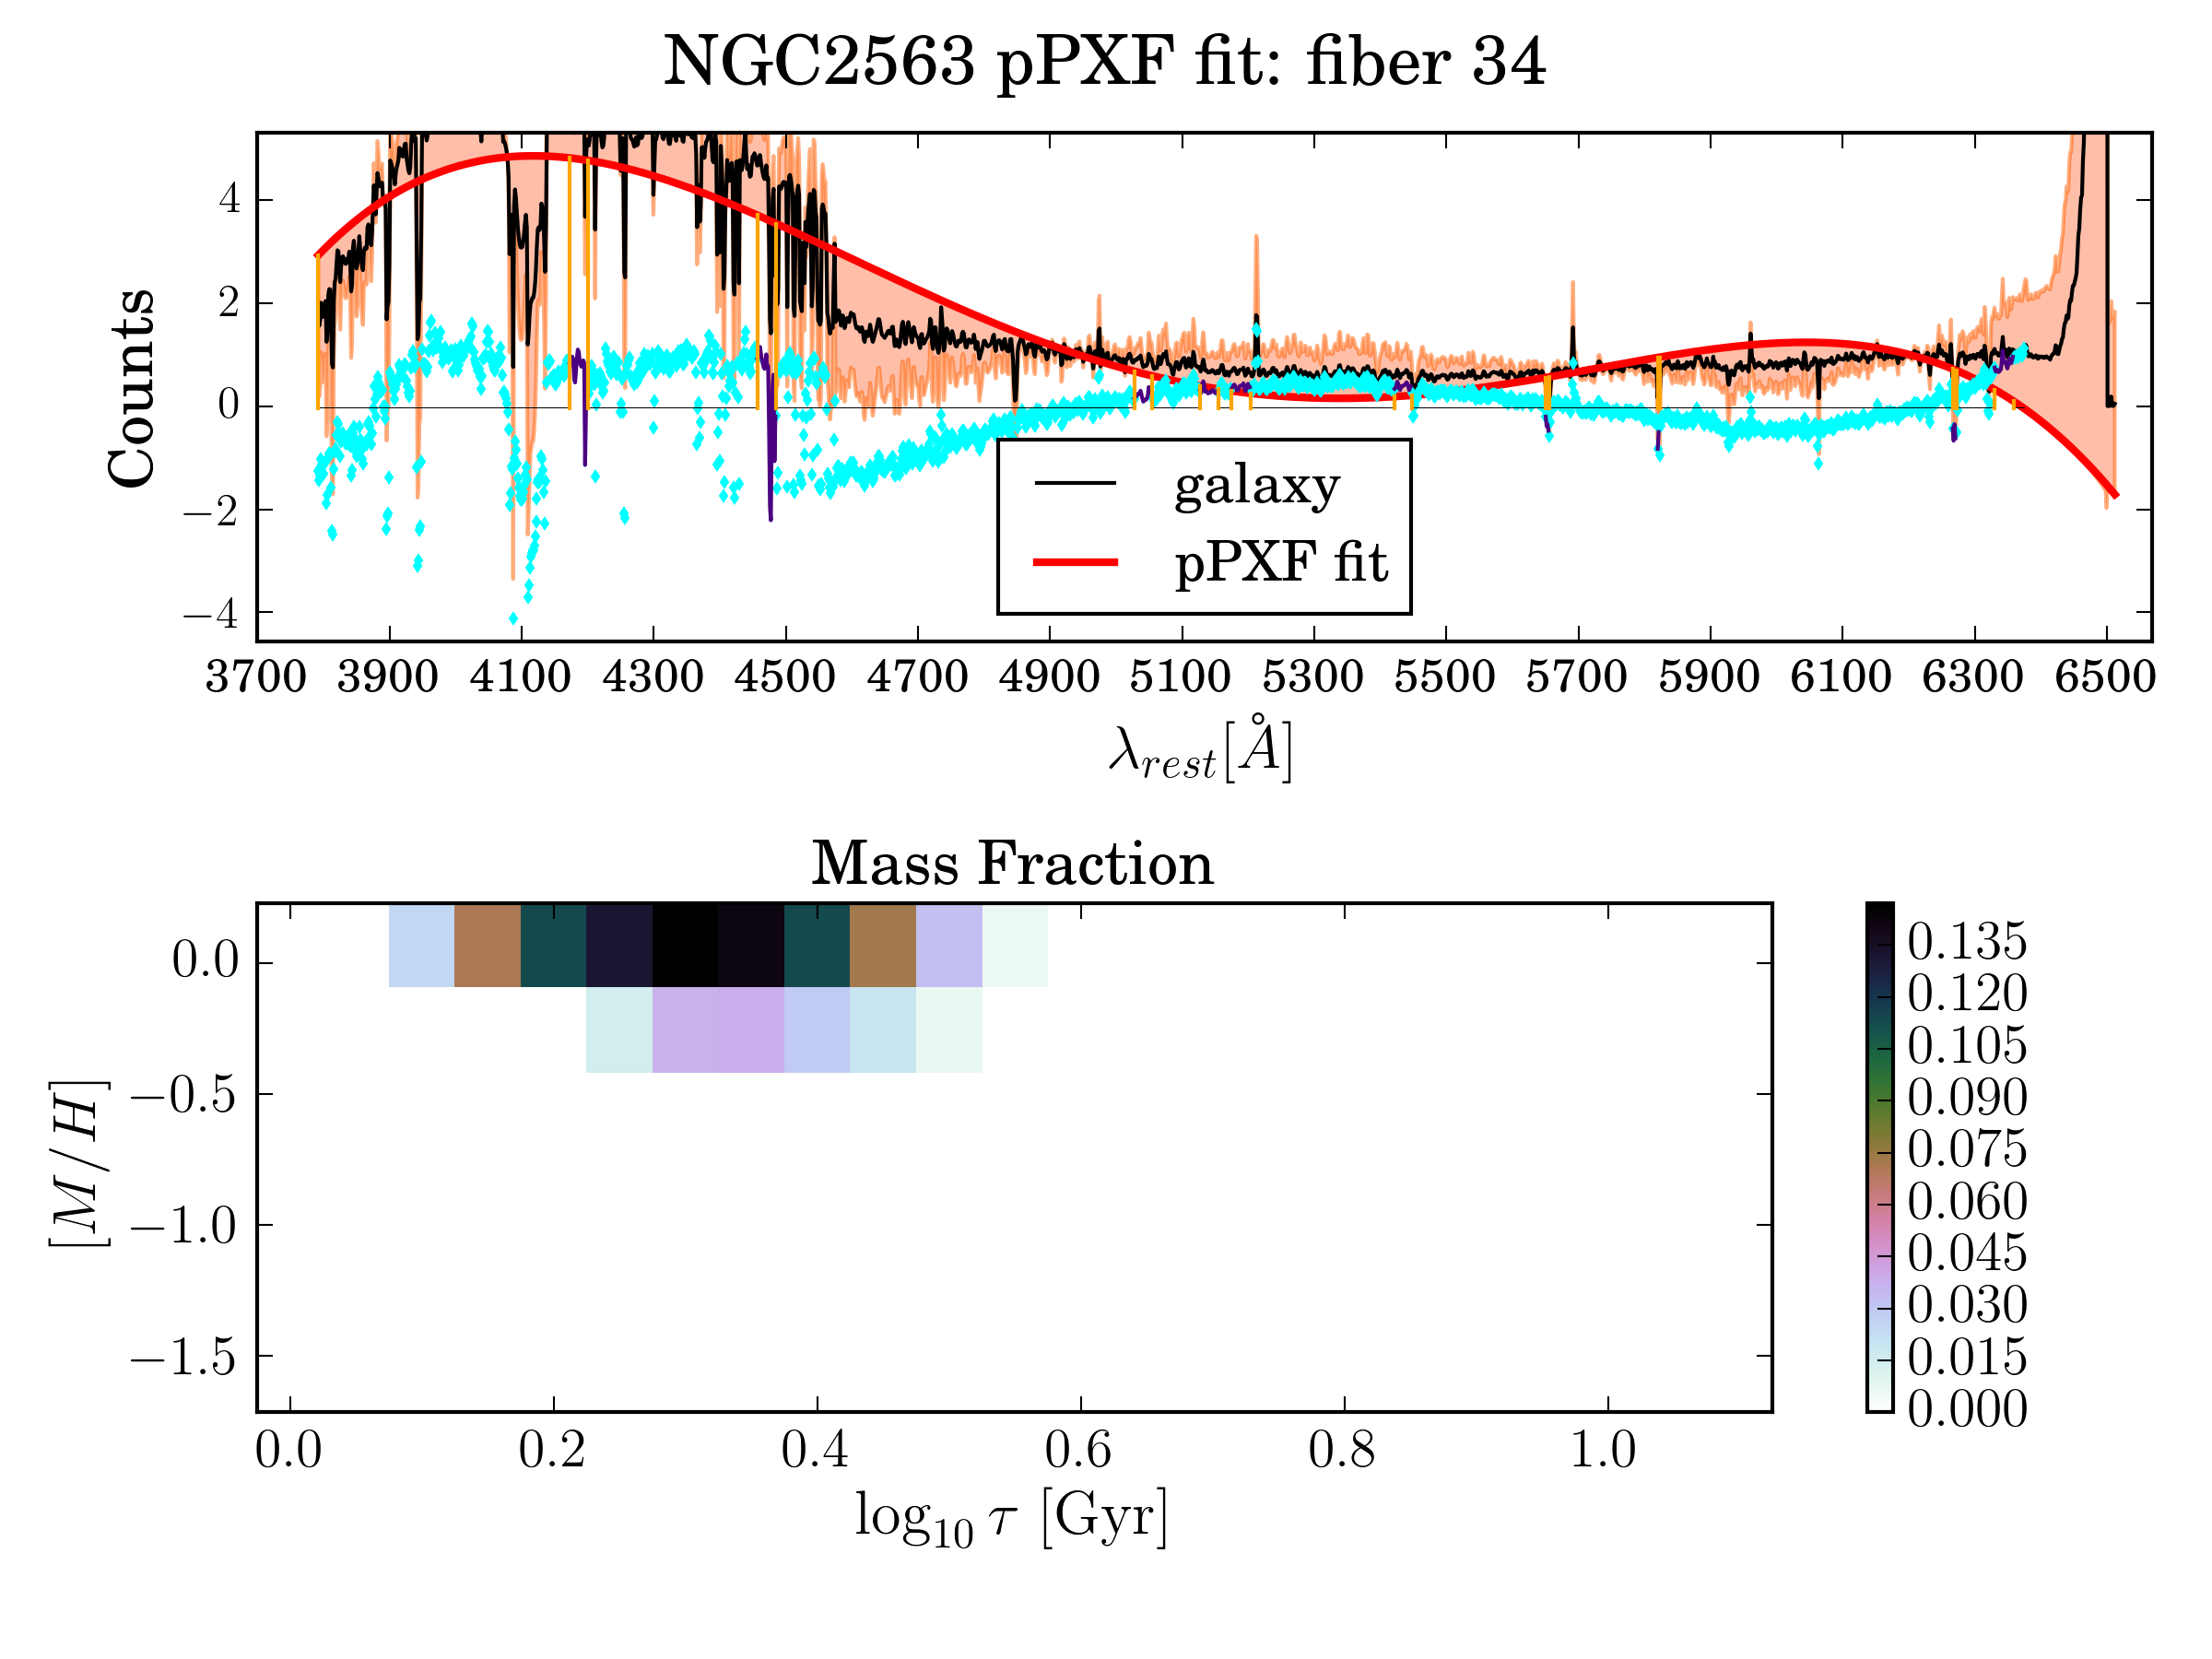 NGC2563 pPXF fit: fiber 34
Counts
4
2
0
−2
−4
galaxy
pPXF fit
3700 3900 4100 4300 4500 4700 4900 5100 5300 5500 5700 5900 6100 6300 6500
λrest[Å]
Mass Fraction
[M/H]
0.0
−0.5
−1.0
−1.5
0.0 0.2 0.4 0.6 0.8 1.0
log10 τ [Gyr]
0.135
0.120
0.105
0.090
0.075
0.060
0.045
0.030
0.015
0.000